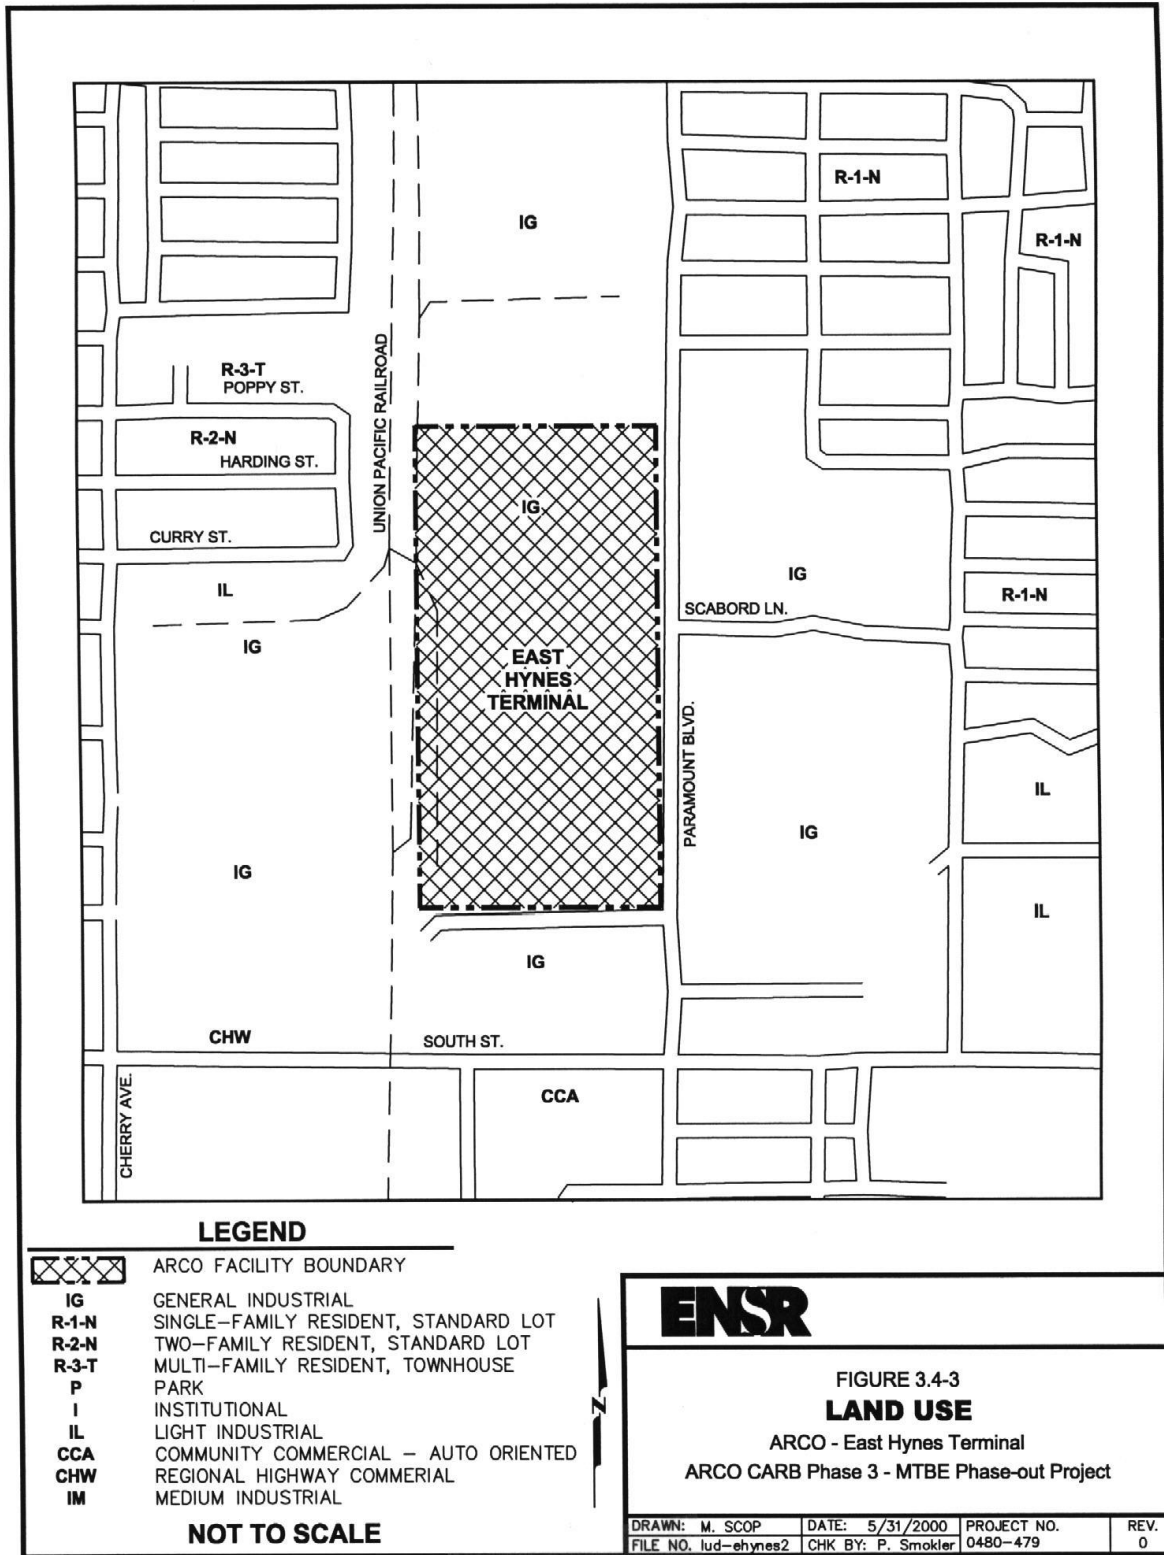 R-1-N
IG
R-1-N
UNION PACIFIC RAILROAD
R-3-T
POPPY ST.
R-2-N
HARDING ST.
IG
CURRY ST.
IG
IL
R-1-N
SCABORD LN.
IG
EAST
HYNES
TERMINAL
PARAMOUNT BLVD.
IL
IG
IG
IL
IG
CHW
SOUTH ST.
CCA
CHERRY AVE.
LEGEND
ARCO FACILITY BOUNDARY
IG GENERAL INDUSTRIAL
R-1-N SINGLE-FAMILY RESIDENT, STANDARD LOT
R-2-N TWO-FAMILY RESIDENT, STANDARD LOT
R-3-T MULTI-FAMILY RESIDENT, TOWNHOUSE
P PARK
I INSTITUTIONAL
IL LIGHT INDUSTRIAL
CCA COMMUNITY COMMERCIAL - AUTO ORIENTED
CHW REGIONAL HIGHWAY COMMERIAL
IM MEDIUM INDUSTRIAL
NOT TO SCALE
N
ENSR
FIGURE 3.4-3
LAND USE
ARCO - East Hynes Terminal
ARCO CARB Phase 3 - MTBE Phase-out Project
DRAWN: M. SCOP DATE: 5/31/2000 PROJECT NO. REV.
FILE NO. lud-ehynes2 CHK BY: P. Smokler 0480-479 0